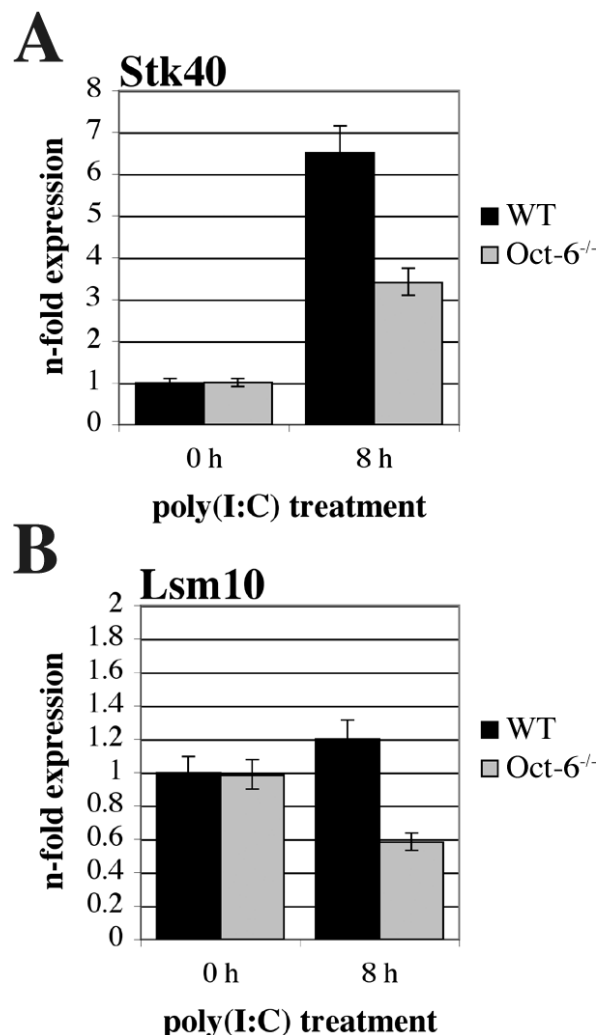 A
Stk40
8
7
6
5
4
3
2
1
0
n-fold expression
WT
Oct-6⁻/⁻
0 h 8 h
poly(I:C) treatment
B
Lsm10
2
1.8
1.6
1.4
1.2
1
0.8
0.6
0.4
0.2
0
n-fold expression
WT
Oct-6⁻/⁻
0 h 8 h
poly(I:C) treatment